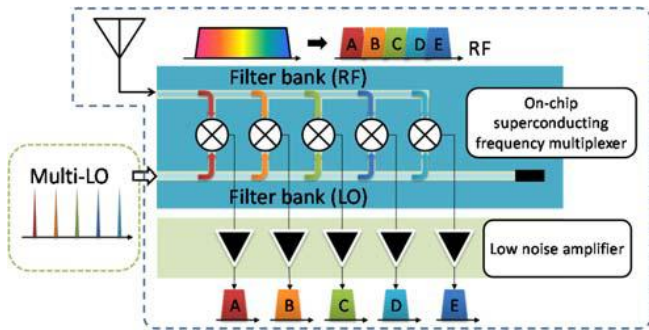 A B C D E RF
Filter bank (RF)
On-chip
superconducting
frequency multiplexer
Multi-LO
Filter bank (LO)
Low noise amplifier
A B C D E